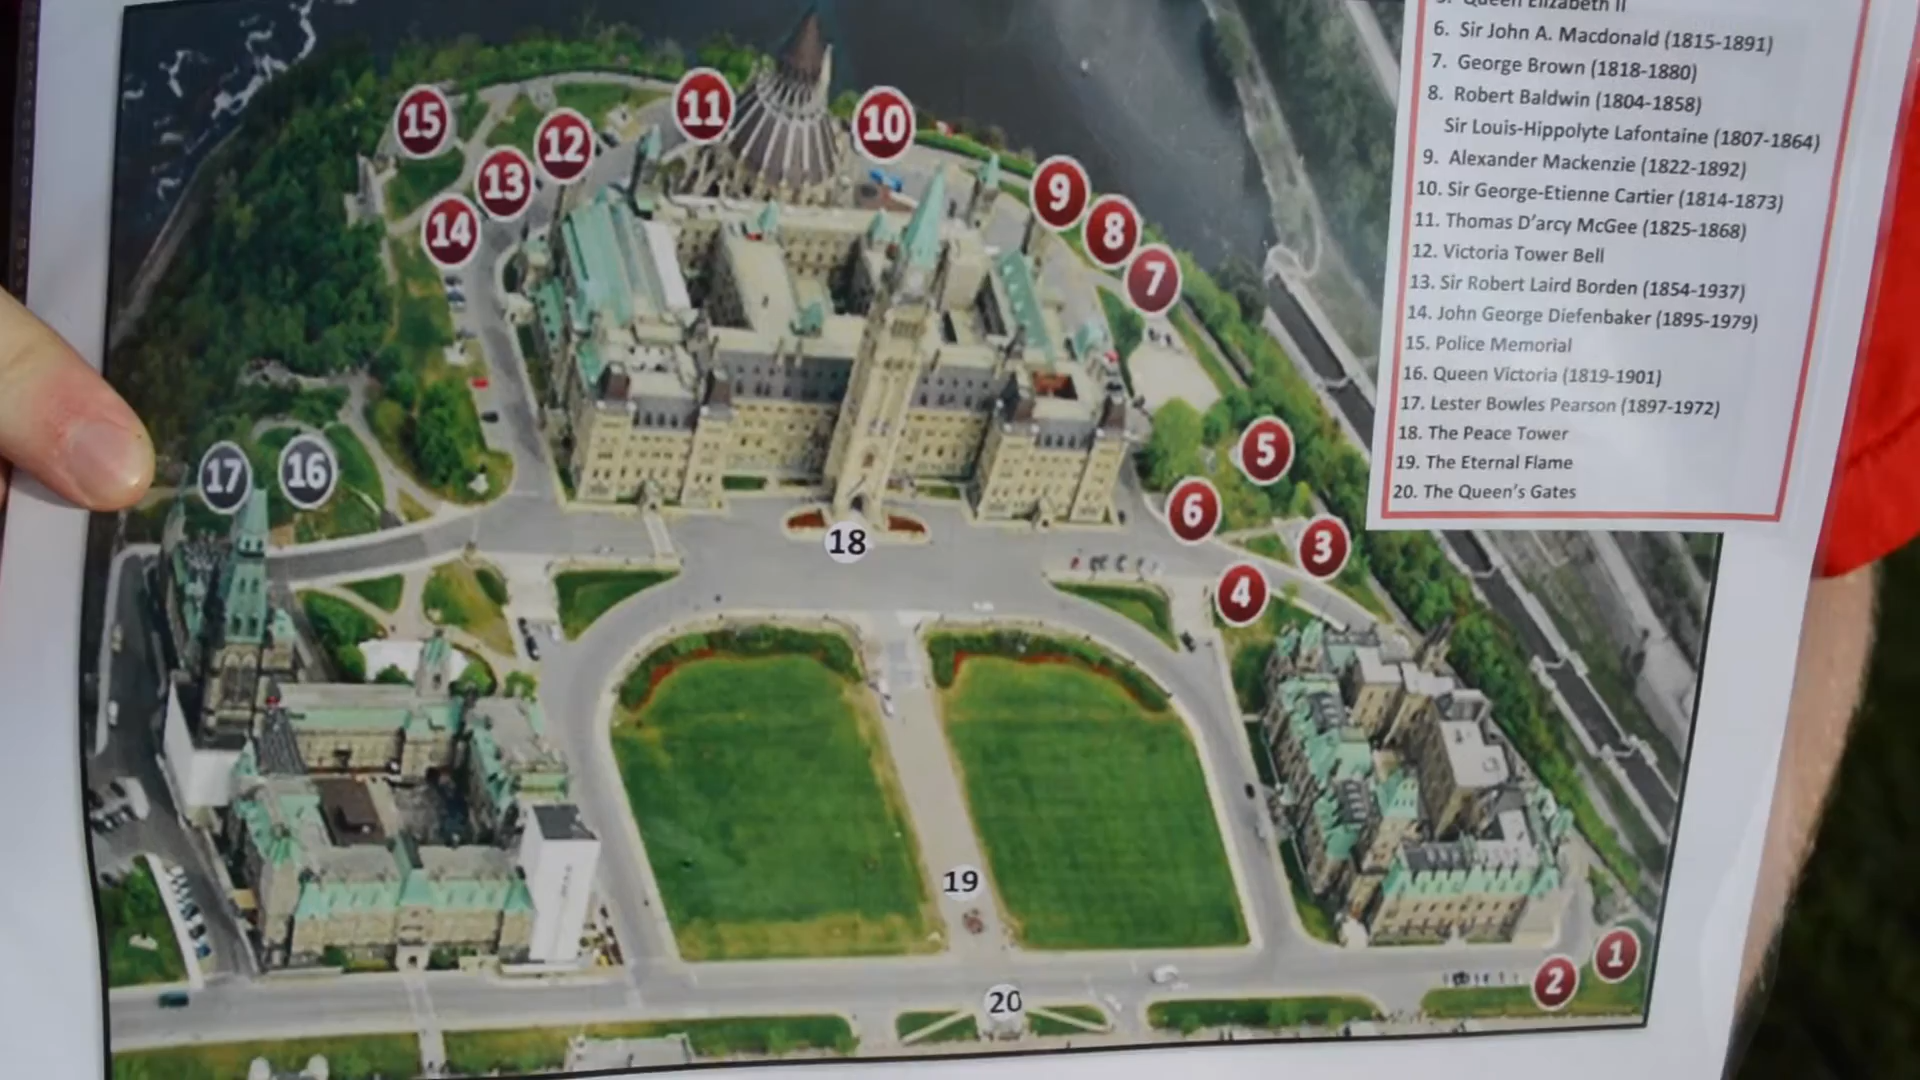 5. Queen Elizabeth II
6. Sir John A. Macdonald (1815-1891)
7. George Brown (1818-1880)
8. Robert Baldwin (1804-1858)
Sir Louis-Hippolyte Lafontaine (1807-1864)
9. Alexander Mackenzie (1822-1892)
10. Sir George-Etienne Cartier (1814-1873)
11. Thomas D'arcy McGee (1825-1868)
12. Victoria Tower Bell
13. Sir Robert Laird Borden (1854-1937)
14. John George Diefenbaker (1895-1979)
15. Police Memorial
16. Queen Victoria (1819-1901)
17. Lester Bowles Pearson (1897-1972)
18. The Peace Tower
19. The Eternal Flame
20. The Queen's Gates
15
11
10
12
13
9
14
8
7
5
17
16
6
18
3
4
19
1
2
20